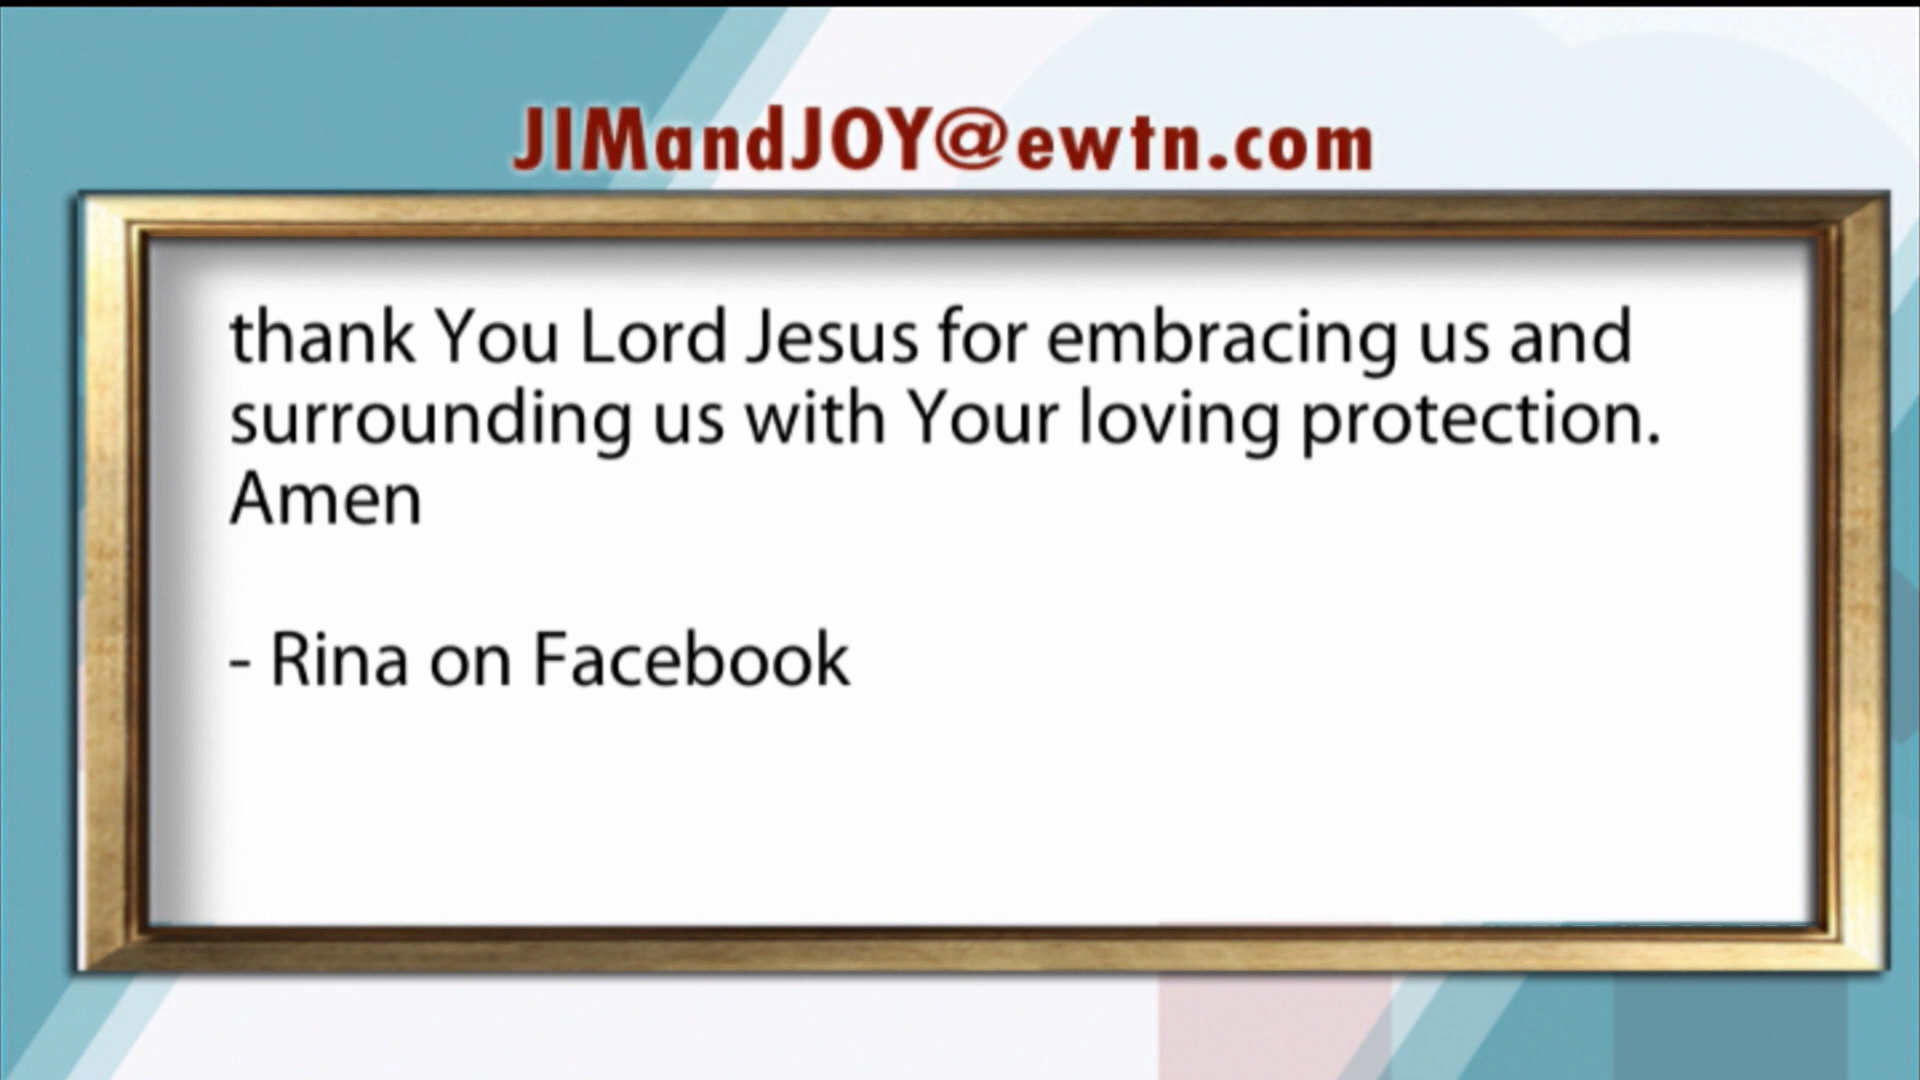 JIMandJOY@ewtn.com
thank You Lord Jesus for embracing us and
surrounding us with Your loving protection.
Amen
- Rina on Facebook